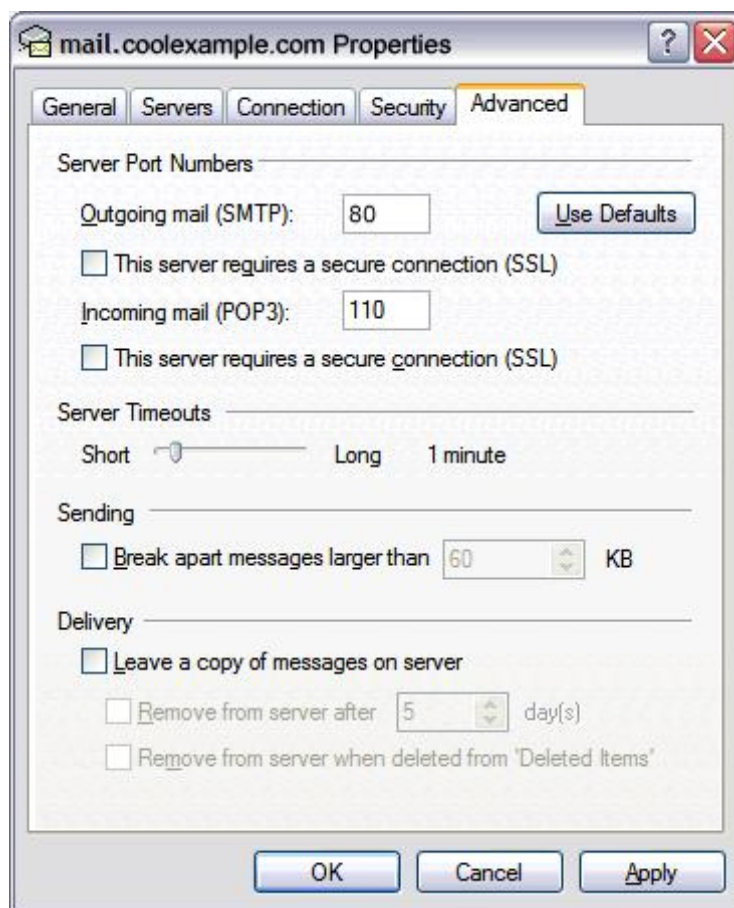 mail.coolexample.com Properties
General Servers Connection Security Advanced
Server Port Numbers
Outgoing mail (SMTP): 80 Use Defaults
This server requires a secure connection (SSL)
Incoming mail (POP3): 110
This server requires a secure connection (SSL)
Server Timeouts
Short Long 1 minute
Sending
Break apart messages larger than 60 KB
Delivery
Leave a copy of messages on server
Remove from server after 5 day(s)
Remove from server when deleted from 'Deleted Items'
OK Cancel Apply